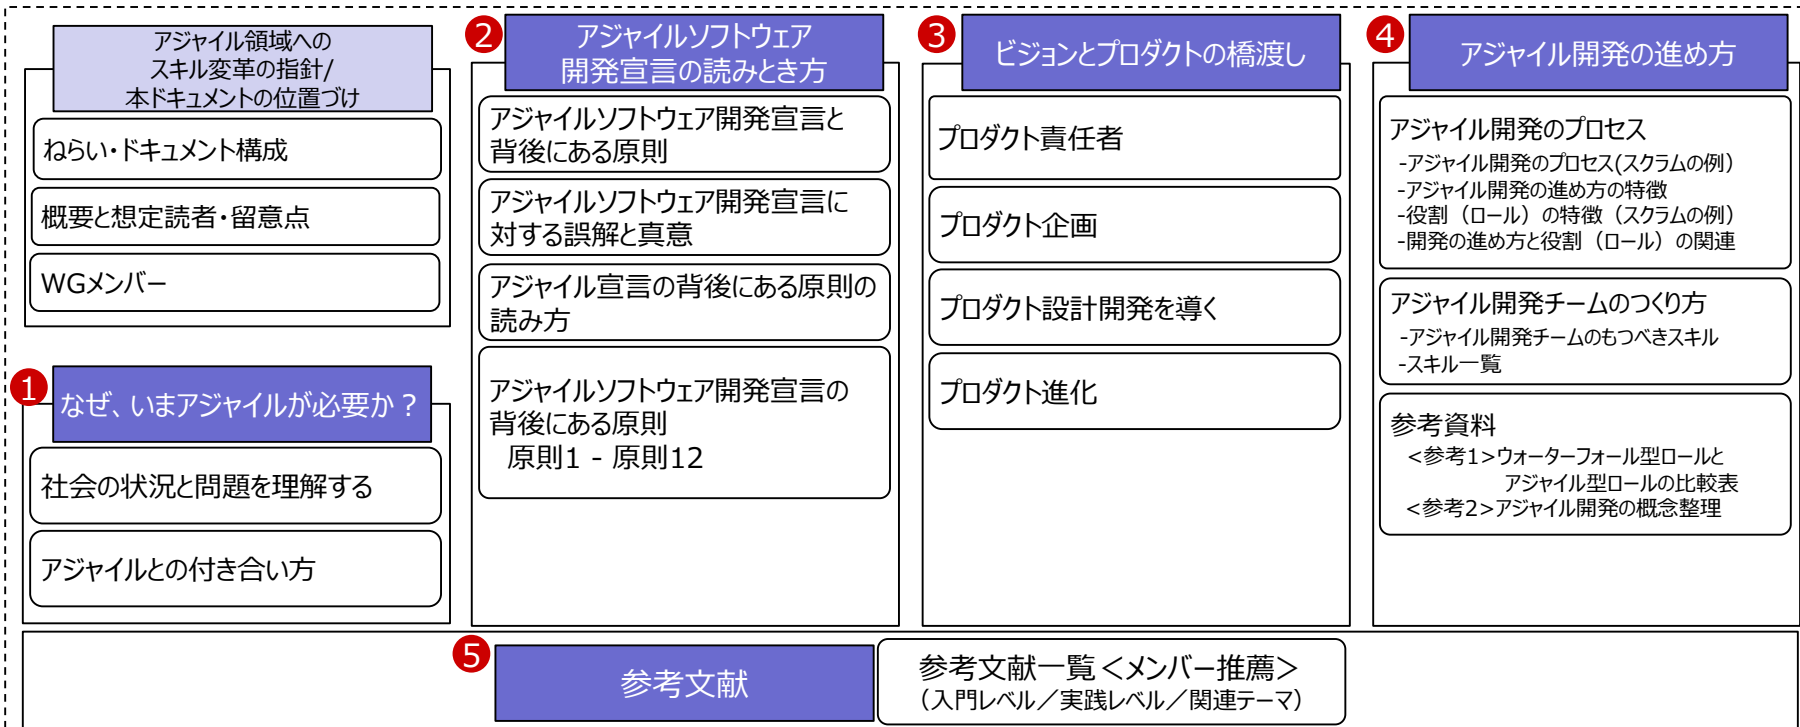 アジャイル領域への
スキル変革の指針/
本ドキュメントの位置づけ
ねらい・ドキュメント構成
概要と想定読者・留意点
WGメンバー
1
なぜ、いまアジャイルが必要か？
社会の状況と問題を理解する
アジャイルとの付き合い方
2
アジャイルソフトウェア
開発宣言の読みとき方
アジャイルソフトウェア開発宣言と
背後にある原則
アジャイルソフトウェア開発宣言に
対する誤解と真意
アジャイル宣言の背後にある原則の
読み方
アジャイルソフトウェア開発宣言の
背後にある原則
原則1 - 原則12
3
ビジョンとプロダクトの橋渡し
プロダクト責任者
プロダクト企画
プロダクト設計開発を導く
プロダクト進化
4
アジャイル開発の進め方
アジャイル開発のプロセス
-アジャイル開発のプロセス(スクラムの例）
-アジャイル開発の進め方の特徴
-役割（ロール）の特徴（スクラムの例）
-開発の進め方と役割（ロール）の関連
アジャイル開発チームのつくり方
-アジャイル開発チームのもつべきスキル
-スキル一覧
参考資料
<参考1>ウォーターフォール型ロールと
アジャイル型ロールの比較表
<参考2>アジャイル開発の概念整理
5
参考文献
参考文献一覧＜メンバー推薦＞
（入門レベル／実践レベル／関連テーマ）